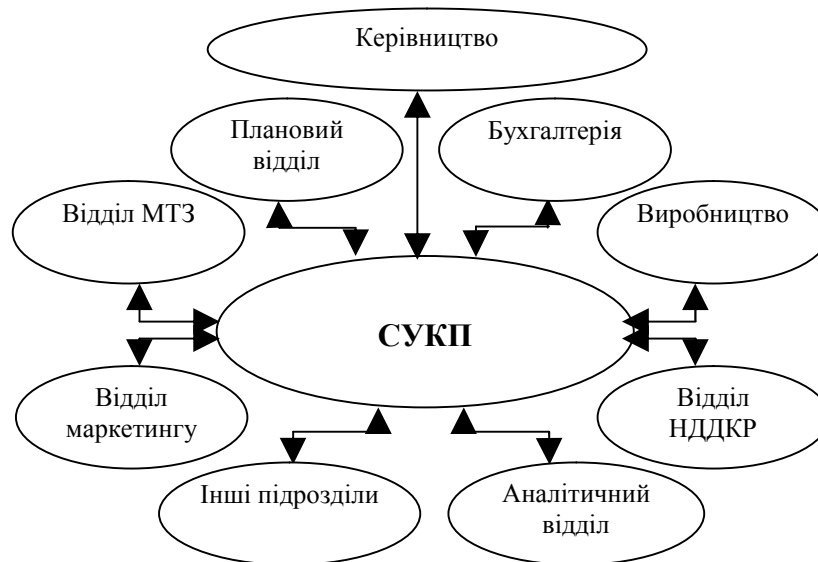 Керівництво
Плановий
відділ
Бухгалтерія
Відділ МТЗ
Виробництво
СУКП
Відділ
маркетингу
Відділ
НДДКР
Інші підрозділи
Аналітичний
відділ